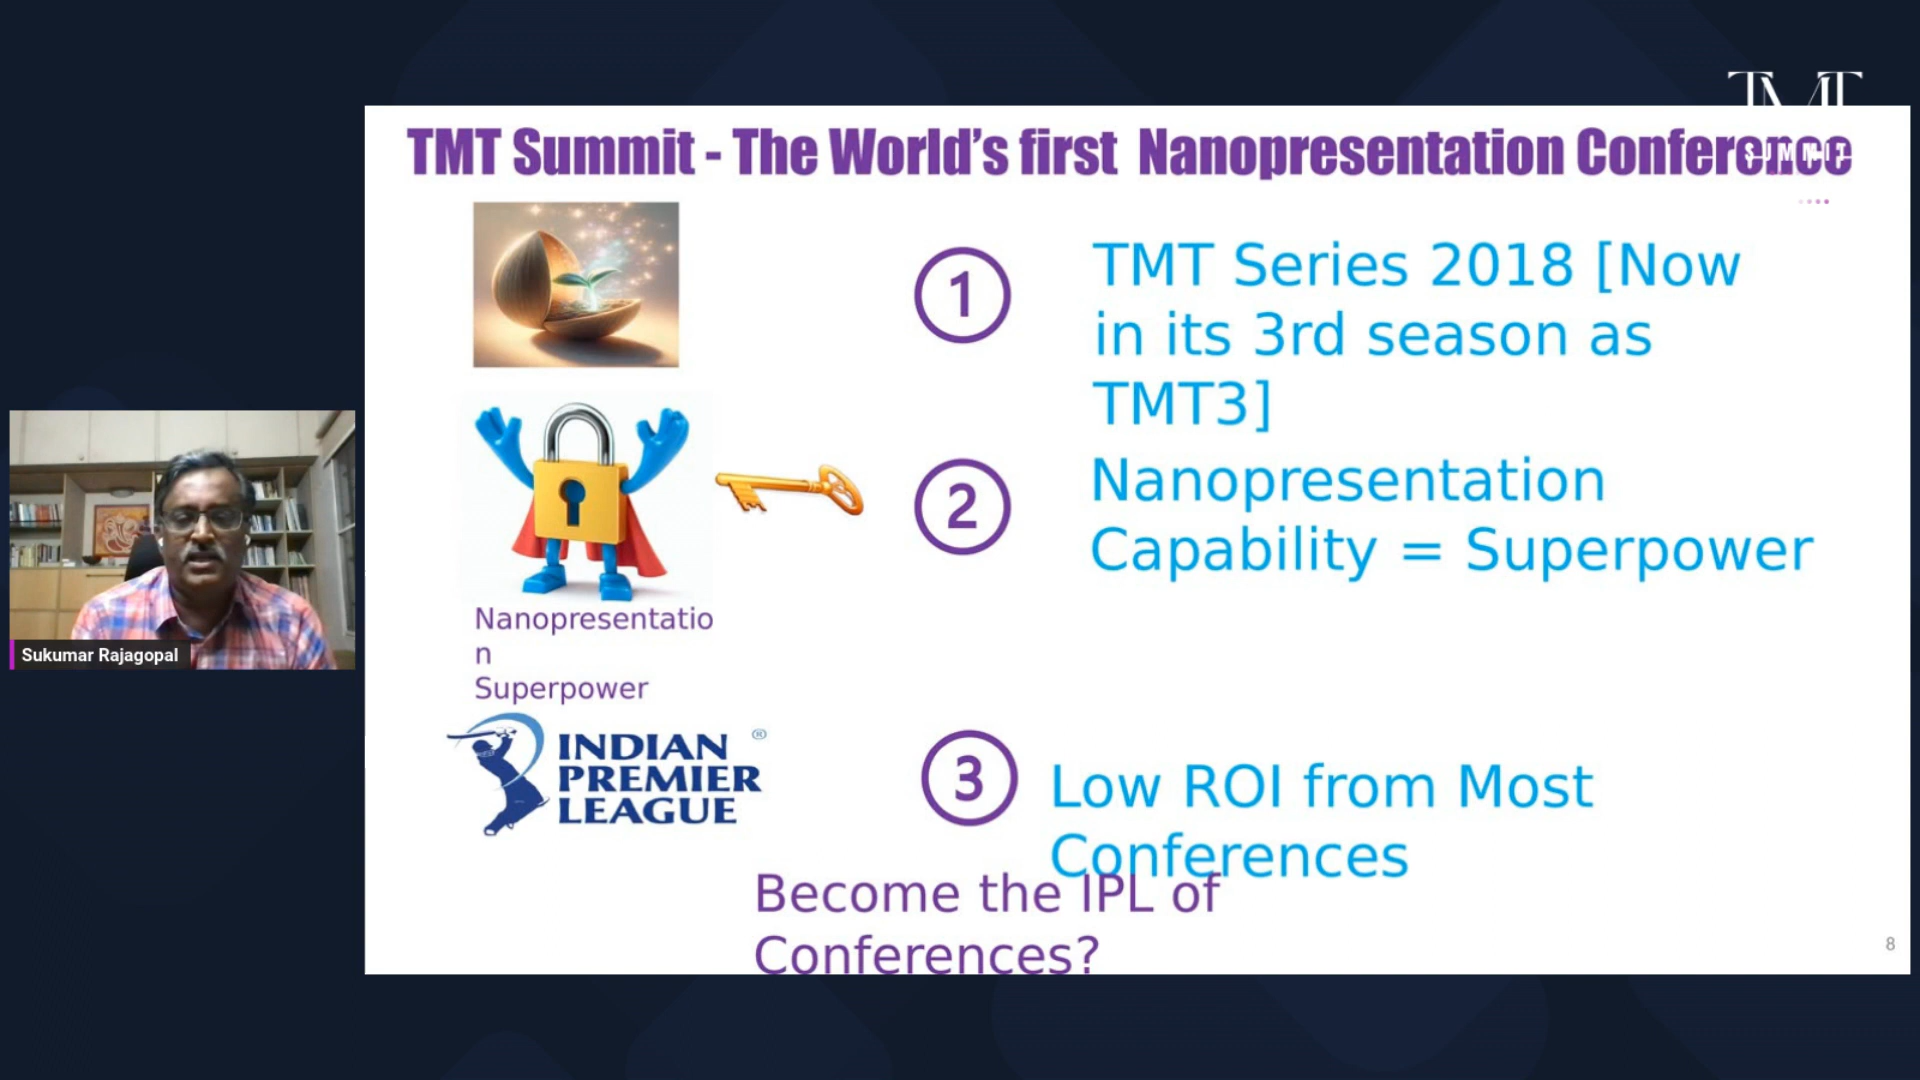 TMT
TMT Summit - The World's first Nanopresentation Conference
SUMMIT
1
TMT Series 2018 [Now
in its 3rd season as
TMT3]
2
Nanopresentation
Capability = Superpower
Nanopresentatio
n
Superpower
Sukumar Rajagopal
INDIAN ®
PREMIER
LEAGUE
3
Low ROI from Most
Conferences
Become the IPL of
Conferences?
8